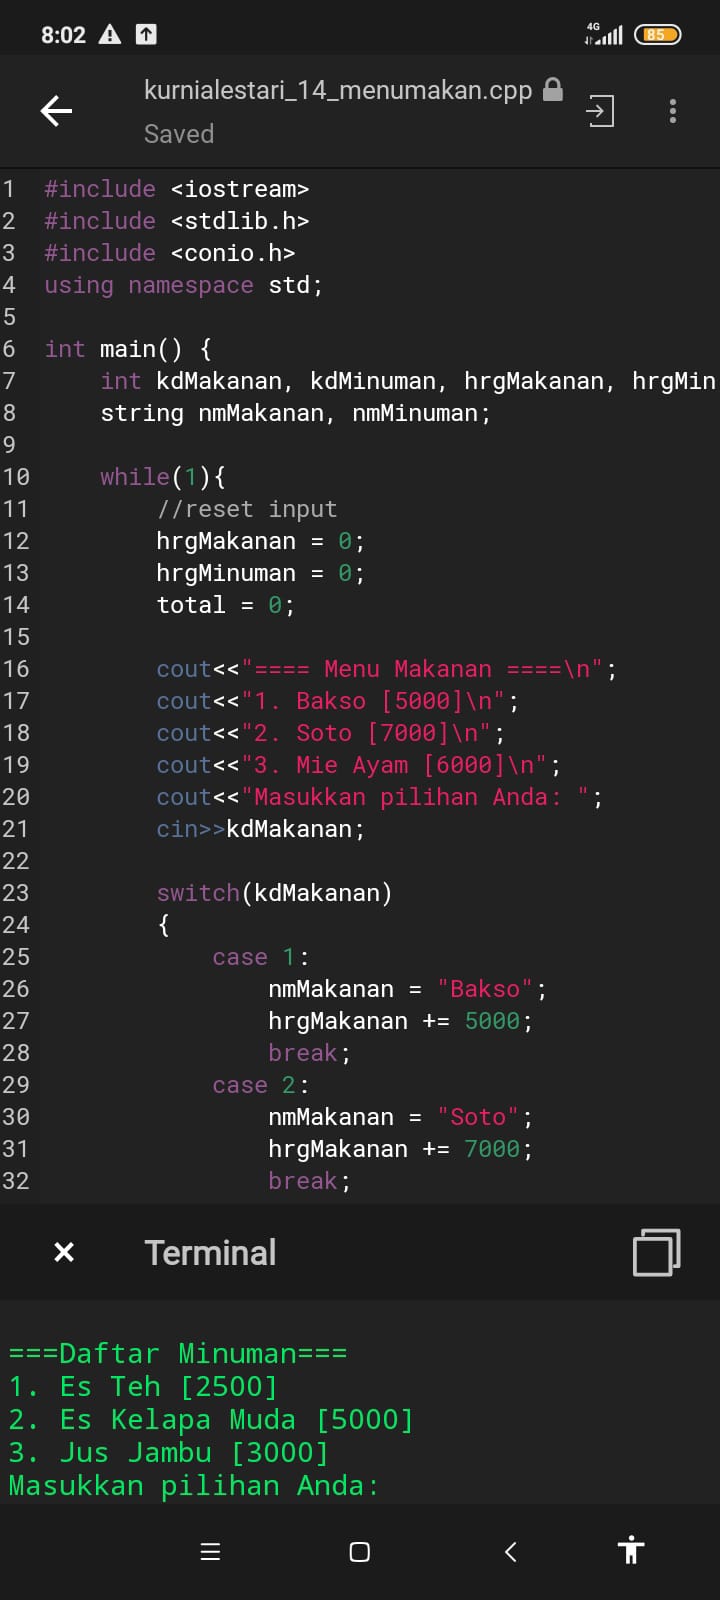 8:02
4G
85
kurnialestari_14_menumakan.cpp
Saved
1 #include <iostream>
2 #include <stdlib.h>
3 #include <conio.h>
4 using namespace std;
5
6 int main() {
7 int kdMakanan, kdMinuman, hrgMakanan, hrgMin
8 string nmMakanan, nmMinuman;
9
10 while(1){
11 //reset input
12 hrgMakanan = 0;
13 hrgMinuman = 0;
14 total = 0;
15
16 cout<<"==== Menu Makanan ====\n";
17 cout<<"1. Bakso [5000]\n";
18 cout<<"2. Soto [7000]\n";
19 cout<<"3. Mie Ayam [6000]\n";
20 cout<<"Masukkan pilihan Anda: ";
21 cin>>kdMakanan;
22
23 switch(kdMakanan)
24 {
25 case 1:
26 nmMakanan = "Bakso";
27 hrgMakanan += 5000;
28 break;
29 case 2:
30 nmMakanan = "Soto";
31 hrgMakanan += 7000;
32 break;
Terminal
===Daftar Minuman===
1. Es Teh [2500]
2. Es Kelapa Muda [5000]
3. Jus Jambu [3000]
Masukkan pilihan Anda: